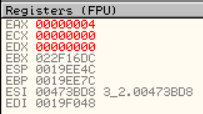 Registers (FPU)
EAX 00000004
ECX 00000000
EDX 00000000
EBX 022F16DC
ESP 0019EE4C
EBP 0019EE7C
ESI 00473BD8 3_2.00473BD8
EDI 0019F048